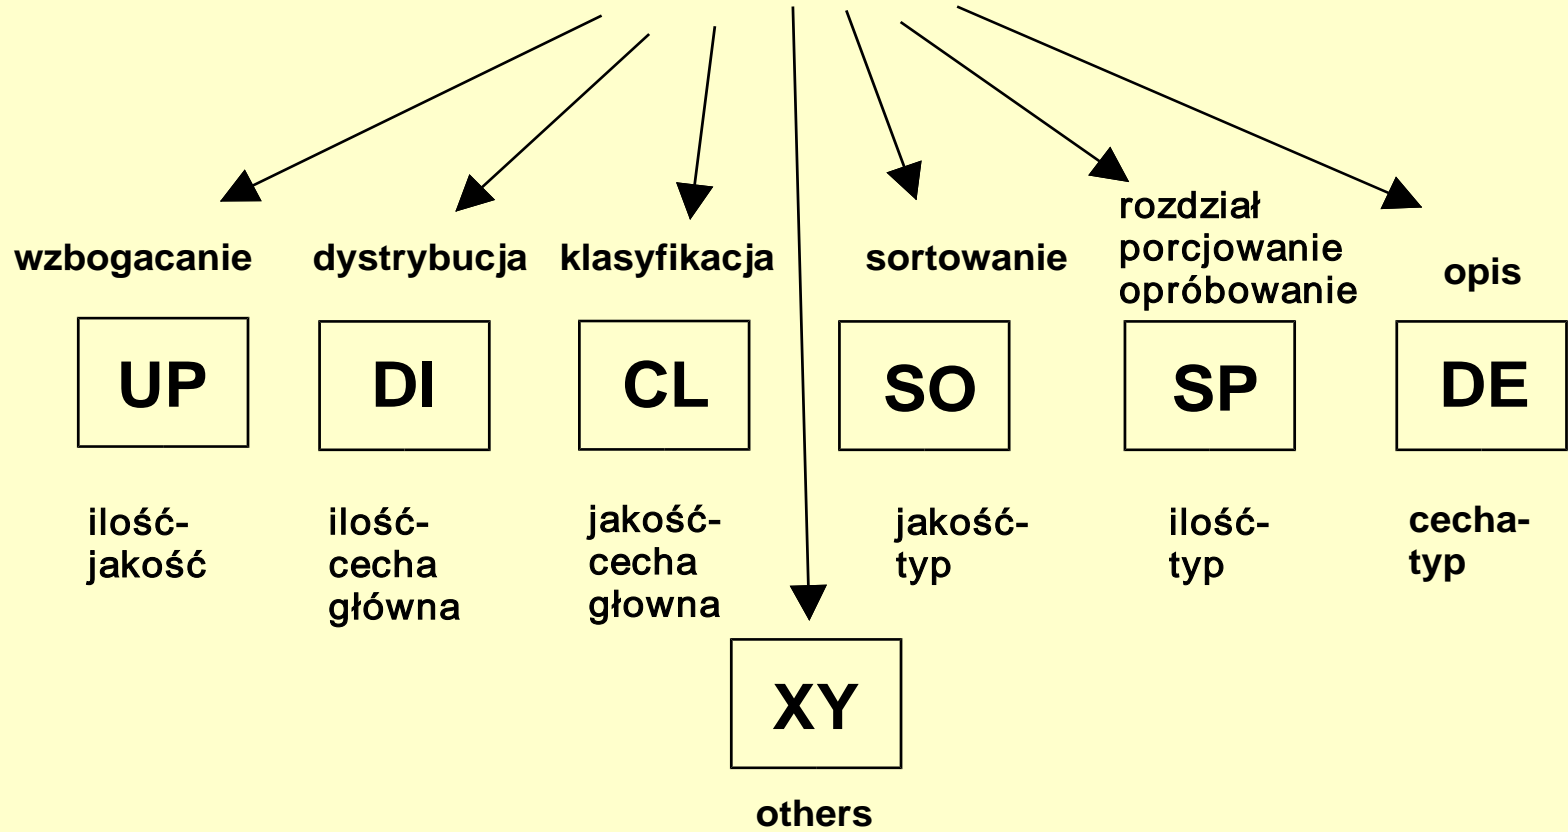 wzbogacanie
dystrybucja
klasyfikacja
sortowanie
rozdział
porcjowanie
opróbowanie
opis
UP
DI
CL
SO
SP
DE
ilość-
jakość
ilość-
cecha
główna
jakość-
cecha
głowna
jakość-
typ
ilość-
typ
cecha-
typ
XY
others